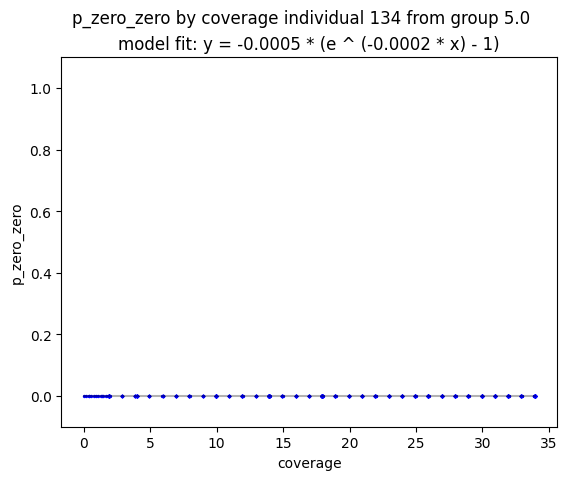 p_zero_zero by coverage individual 134 from group 5.0
model fit: y = -0.0005 * (e ^ (-0.0002 * x) - 1)
1.0
0.8
0.6
0.4
0.2
0.0
p_zero_zero
0 5 10 15 20 25 30 35
coverage